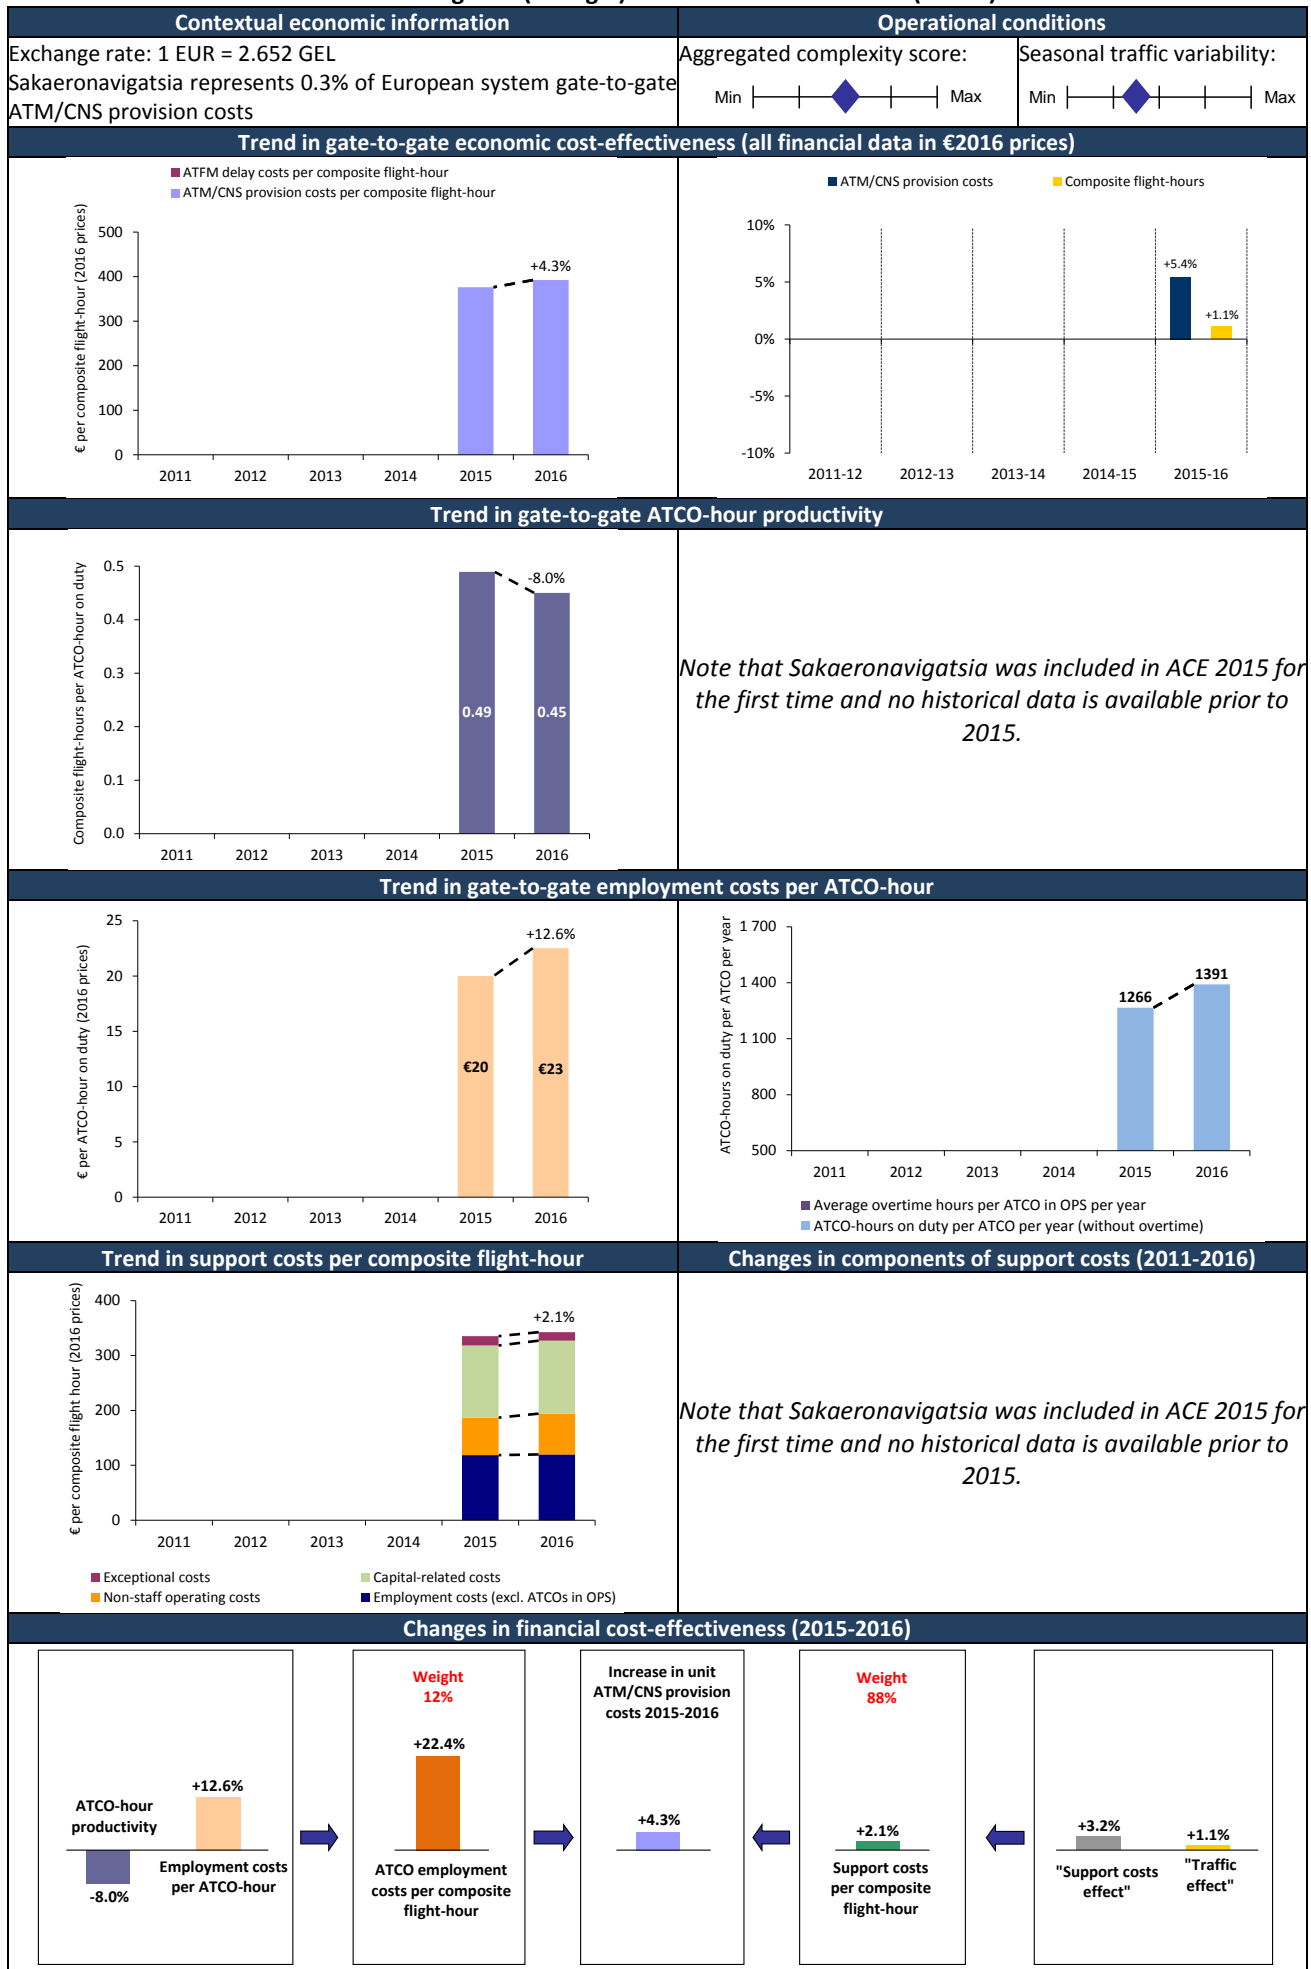 Contextual economic information
Operational conditions
Exchange rate: 1 EUR = 2.652 GEL
Sakaeronavigatsia represents 0.3% of European system gate-to-gate
ATM/CNS provision costs
Aggregated complexity score:
Min
Max
Seasonal traffic variability:
Min
Max
Trend in gate-to-gate economic cost-effectiveness (all financial data in €2016 prices)
ATFM delay costs per composite flight-hour
ATM/CNS provision costs per composite flight-hour
€ per composite flight-hour (2016 prices)
500
400
300
200
100
0
+4.3%
2011 2012 2013 2014 2015 2016
ATM/CNS provision costs
Composite flight-hours
10%
5%
0%
-5%
-10%
+5.4%
+1.1%
2011-12 2012-13 2013-14 2014-15 2015-16
Trend in gate-to-gate ATCO-hour productivity
Composite flight-hours per ATCO-hour on duty
0.5
0.4
0.3
0.2
0.1
0.0
-8.0%
0.49
0.45
2011 2012 2013 2014 2015 2016
Note that Sakaeronavigatsia was included in ACE 2015 for
the first time and no historical data is available prior to
2015.
Trend in gate-to-gate employment costs per ATCO-hour
€ per ATCO-hour on duty (2016 prices)
25
20
15
10
5
0
+12.6%
€20
€23
2011 2012 2013 2014 2015 2016
ATCO-hours on duty per ATCO per year
1 700
1 400
1 100
800
500
1266
1391
2011 2012 2013 2014 2015 2016
Average overtime hours per ATCO in OPS per year
ATCO-hours on duty per ATCO per year (without overtime)
Trend in support costs per composite flight-hour
Changes in components of support costs (2011-2016)
€ per composite flight hour (2016 prices)
400
300
200
100
0
+2.1%
2011 2012 2013 2014 2015 2016
Exceptional costs
Capital-related costs
Non-staff operating costs
Employment costs (excl. ATCOs in OPS)
Note that Sakaeronavigatsia was included in ACE 2015 for
the first time and no historical data is available prior to
2015.
Changes in financial cost-effectiveness (2015-2016)
ATCO-hour
productivity
-8.0%
+12.6%
Employment costs
per ATCO-hour
Weight
12%
+22.4%
ATCO employment
costs per composite
flight-hour
Increase in unit
ATM/CNS provision
costs 2015-2016
+4.3%
Weight
88%
+2.1%
Support costs
per composite
flight-hour
+3.2%
"Support costs
effect"
+1.1%
"Traffic
effect"